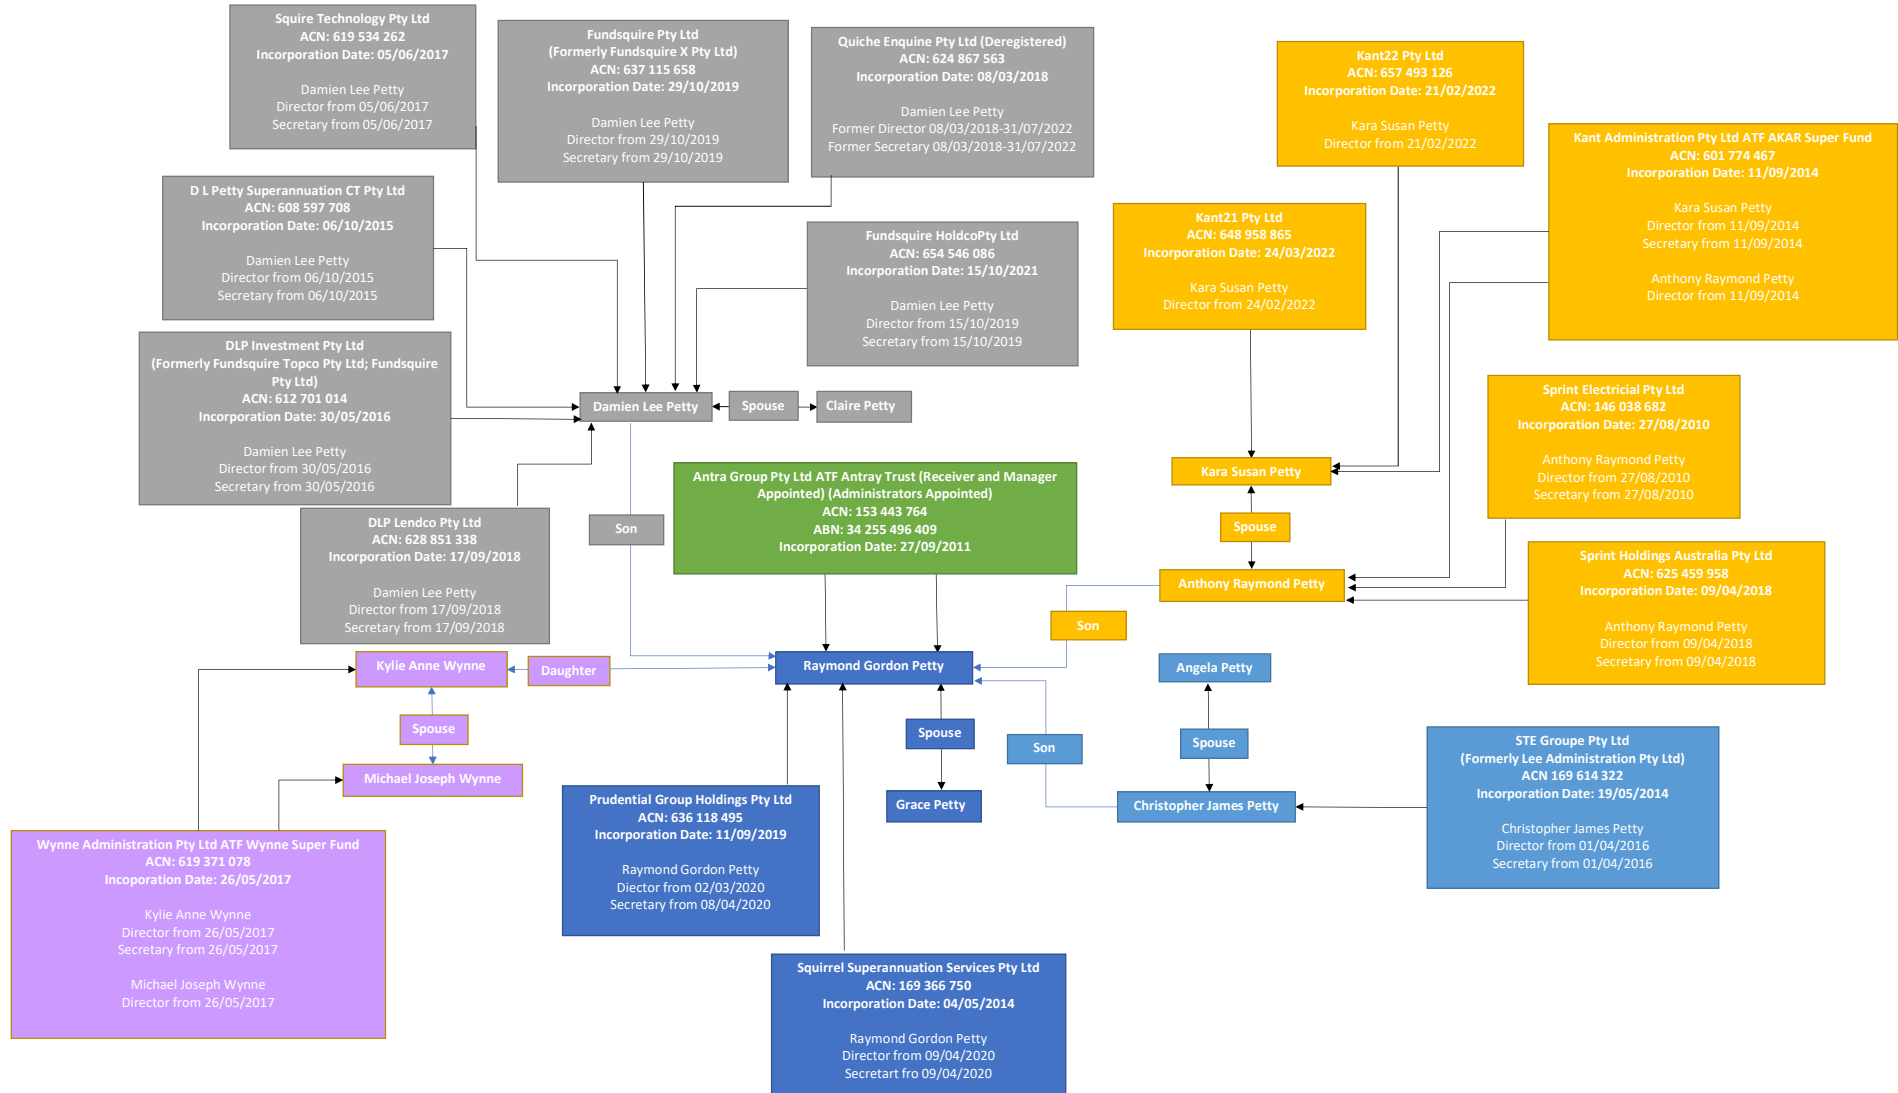 Squire Technology Pty Ltd
ACN: 619 534 262
Incorporation Date: 05/06/2017
Damien Lee Petty
Director from 05/06/2017
Secretary from 05/06/2017
Fundsquire Pty Ltd
(Formerly Fundsquire X Pty Ltd)
ACN: 637 115 658
Incorporation Date: 29/10/2019
Damien Lee Petty
Director from 29/10/2019
Secretary from 29/10/2019
Quiche Enquine Pty Ltd (Deregistered)
ACN: 624 867 563
Incorporation Date: 08/03/2018
Damien Lee Petty
Former Director 08/03/2018-31/07/2022
Former Secretary 08/03/2018-31/07/2022
Kant22 Pty Ltd
ACN: 657 493 126
Incorporation Date: 21/02/2022
Kara Susan Petty
Director from 21/02/2022
Kant Administration Pty Ltd ATF AKAR Super Fund
ACN: 601 774 467
Incorporation Date: 11/09/2014
Kara Susan Petty
Director from 11/09/2014
Secretary from 11/09/2014
Anthony Raymond Petty
Director from 11/09/2014
D L Petty Superannuation CT Pty Ltd
ACN: 608 597 708
Incorporation Date: 06/10/2015
Damien Lee Petty
Director from 06/10/2015
Secretary from 06/10/2015
Fundsquire HoldcoPty Ltd
ACN: 654 546 086
Incorporation Date: 15/10/2021
Damien Lee Petty
Director from 15/10/2019
Secretary from 15/10/2019
Kant21 Pty Ltd
ACN: 648 958 865
Incorporation Date: 24/03/2022
Kara Susan Petty
Director from 24/02/2022
DLP Investment Pty Ltd
(Formerly Fundsquire Topco Pty Ltd; Fundsquire
Pty Ltd)
ACN: 612 701 014
Incorporation Date: 30/05/2016
Damien Lee Petty
Director from 30/05/2016
Secretary from 30/05/2016
Damien Lee Petty
Spouse
Claire Petty
Sprint Electricial Pty Ltd
ACN: 146 038 682
Incorporation Date: 27/08/2010
Anthony Raymond Petty
Director from 27/08/2010
Secretary from 27/08/2010
Kara Susan Petty
Spouse
Anthony Raymond Petty
Antra Group Pty Ltd ATF Antray Trust (Receiver and Manager
Appointed) (Administrators Appointed)
ACN: 153 443 764
ABN: 34 255 496 409
Incorporation Date: 27/09/2011
Son
DLP Lendco Pty Ltd
ACN: 628 851 338
Incorporation Date: 17/09/2018
Damien Lee Petty
Director from 17/09/2018
Secretary from 17/09/2018
Sprint Holdings Australia Pty Ltd
ACN: 625 459 958
Incorporation Date: 09/04/2018
Anthony Raymond Petty
Director from 09/04/2018
Secretary from 09/04/2018
Son
Kylie Anne Wynne
Daughter
Raymond Gordon Petty
Angela Petty
Spouse
Spouse
Son
Spouse
Michael Joseph Wynne
Grace Petty
Christopher James Petty
STE Groupe Pty Ltd
(Formerly Lee Administration Pty Ltd)
ACN 169 614 322
Incorporation Date: 19/05/2014
Christopher James Petty
Director from 01/04/2016
Secretary from 01/04/2016
Prudential Group Holdings Pty Ltd
ACN: 636 118 495
Incorporation Date: 11/09/2019
Raymond Gordon Petty
Diector from 02/03/2020
Secretary from 08/04/2020
Wynne Administration Pty Ltd ATF Wynne Super Fund
ACN: 619 371 078
Incoporation Date: 26/05/2017
Kylie Anne Wynne
Director from 26/05/2017
Secretary from 26/05/2017
Michael Joseph Wynne
Director from 26/05/2017
Squirrel Superannuation Services Pty Ltd
ACN: 169 366 750
Incorporation Date: 04/05/2014
Raymond Gordon Petty
Director from 09/04/2020
Secretart fro 09/04/2020